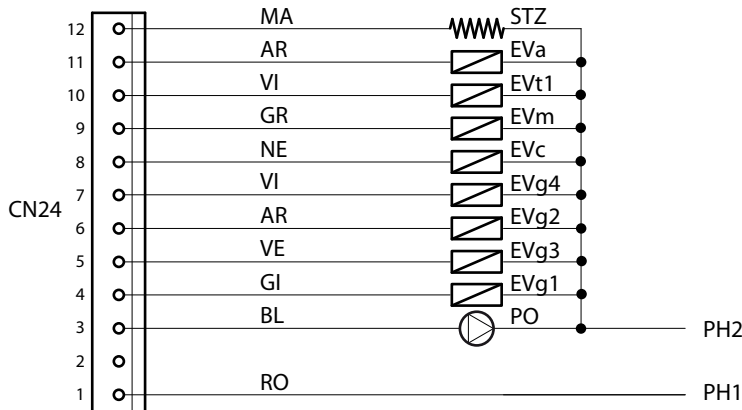 12 MA STZ
11 AR EVa
10 VI EVt1
9 GR EVm
8 NE EVc
7 VI EVg4
CN24
6 AR EVg2
5 VE EVg3
4 GI EVg1
3 BL PO PH2
2
1 RO PH1